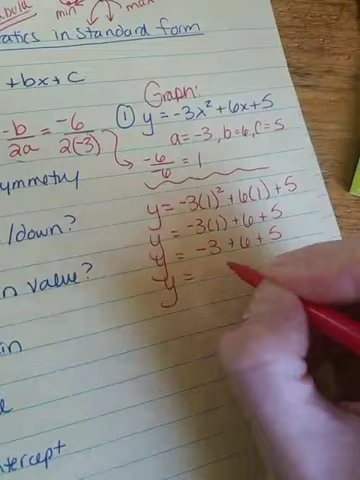 min max
atics in standard form
+bx+c
Graph:
① y = -3x² + 6x + 5
a = -3, b = 6, c = 5
-b/2a = -6/2(-3)
-6/-6 = 1
ymmetry
y = -3(1)² + 6(1) + 5
/down?
y = -3(1) + 6 + 5
y = -3 + 6 + 5
n value?
y =
in
e
ntercept